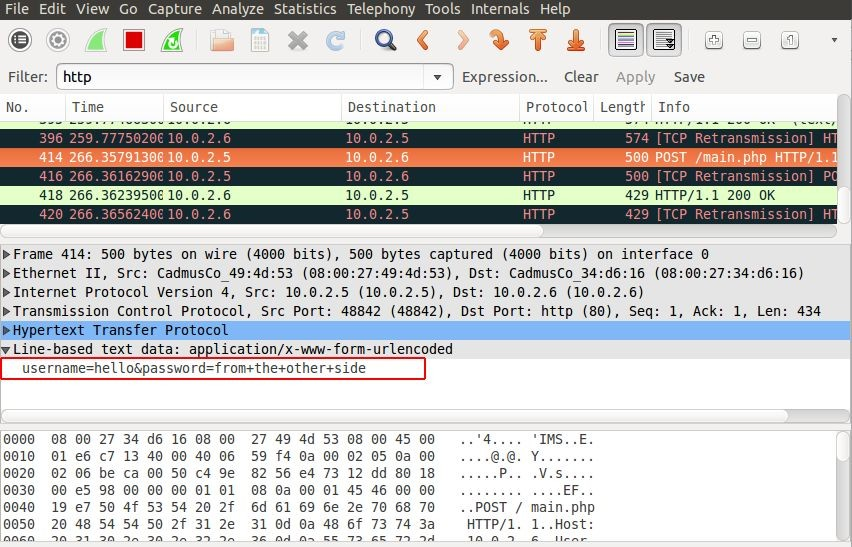 File Edit View Go Capture Analyze Statistics Telephony Tools Internals Help
Filter: http Expression... Clear Apply Save
No. Time Source Destination Protocol Length Info
396 259.77750200 10.0.2.6 10.0.2.5 HTTP 574 [TCP Retransmission] HT
414 266.35791300 10.0.2.5 10.0.2.6 HTTP 500 POST /main.php HTTP/1.1
416 266.36162900 10.0.2.5 10.0.2.6 HTTP 500 [TCP Retransmission] PO
418 266.36239500 10.0.2.6 10.0.2.5 HTTP 429 HTTP/1.1 200 OK
420 266.36562400 10.0.2.6 10.0.2.5 HTTP 429 [TCP Retransmission] HT
Frame 414: 500 bytes on wire (4000 bits), 500 bytes captured (4000 bits) on interface 0
Ethernet II, Src: CadmusCo_49:4d:53 (08:00:27:49:4d:53), Dst: CadmusCo_34:d6:16 (08:00:27:34:d6:16)
Internet Protocol Version 4, Src: 10.0.2.5 (10.0.2.5), Dst: 10.0.2.6 (10.0.2.6)
Transmission Control Protocol, Src Port: 48842 (48842), Dst Port: http (80), Seq: 1, Ack: 1, Len: 434
Hypertext Transfer Protocol
Line-based text data: application/x-www-form-urlencoded
username=hello&password=from+the+other+side
0000 08 00 27 34 d6 16 08 00 27 49 4d 53 08 00 45 00 ..'4.... 'IMS..E.
0010 01 e6 c7 13 40 00 40 06 59 f4 0a 00 02 05 0a 00 ....@.@. Y.......
0020 02 06 be ca 00 50 c4 9e 82 56 e4 73 12 dd 80 18 .....P.. .V.s....
0030 00 e5 98 00 00 00 01 01 08 0a 00 01 45 46 00 00 ........ ....EF..
0040 19 e7 50 4f 53 54 20 2f 6d 61 69 6e 2e 70 68 70 ..POST / main.php
0050 20 48 54 54 50 2f 31 2e 31 0d 0a 48 6f 73 74 3a HTTP/1. 1..Host: